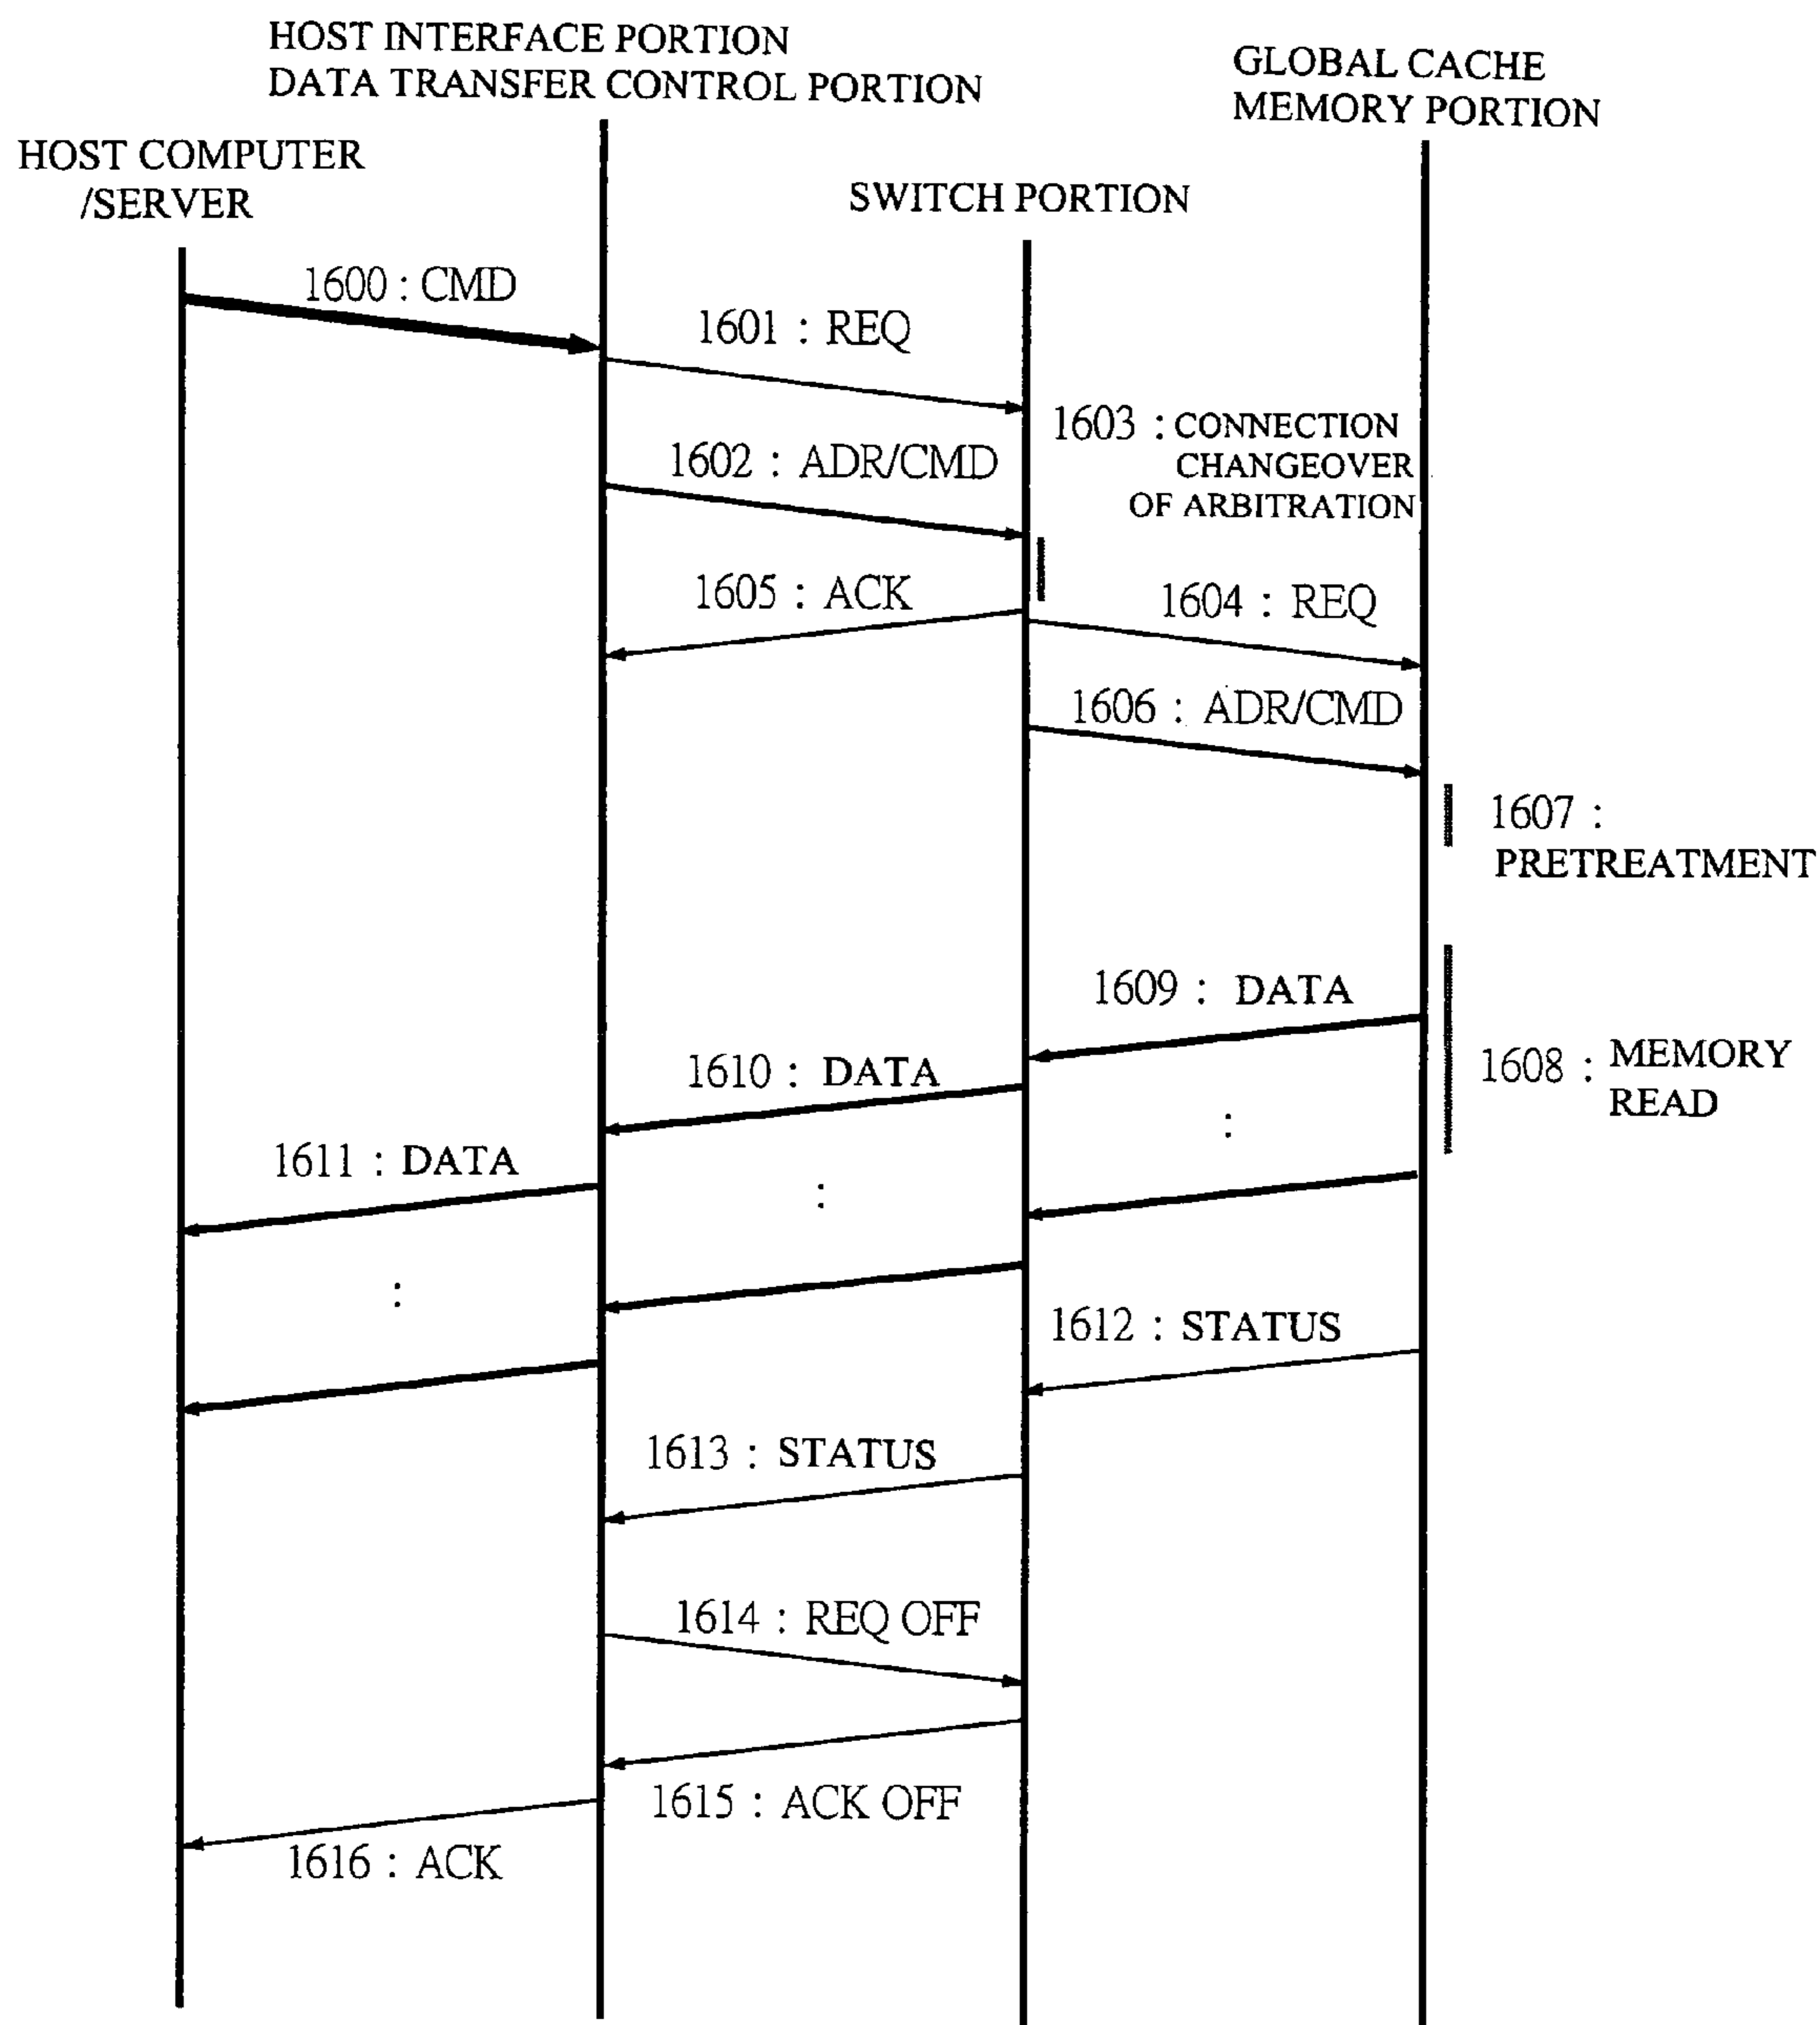 HOST INTERFACE PORTION
DATA TRANSFER CONTROL PORTION
GLOBAL CACHE
MEMORY PORTION
HOST COMPUTER
/SERVER
SWITCH PORTION
1600 : CMD
1601 : REQ
1603 : CONNECTION
CHANGEOVER
OF ARBITRATION
1602 : ADR/CMD
1605 : ACK
1604 : REQ
1606 : ADR/CMD
1607 :
PRETREATMENT
1609 : DATA
1608 : MEMORY
READ
1610 : DATA
:
1611 : DATA
:
:
1612 : STATUS
1613 : STATUS
1614 : REQ OFF
1615 : ACK OFF
1616 : ACK